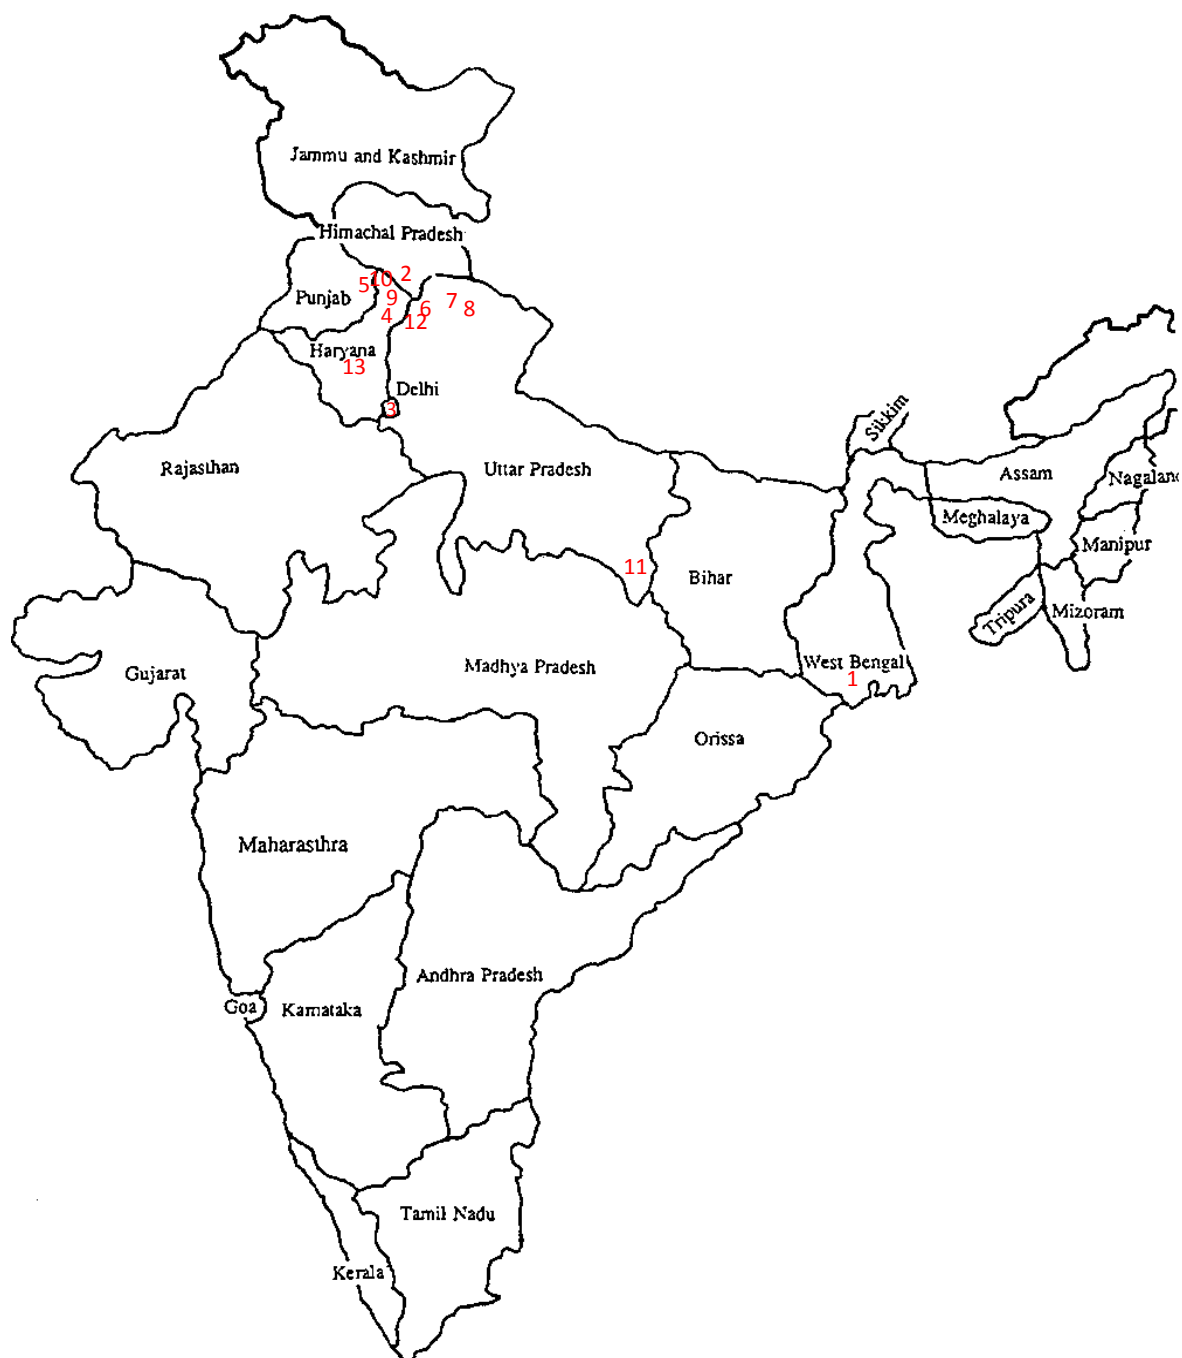 Jammu and Kashmir
Himachal Pradesh
2
10
5
Punjab
9
7
6
8
4
12
Haryana
13
Delhi
3
Sikkim
Rajasthan
Uttar Pradesh
Assam
Nagaland
Meghalaya
Manipur
11
Bihar
Tripura
Mizoram
Gujarat
Madhya Pradesh
West Bengal
1
Orissa
Maharasthra
Andhra Pradesh
Goa
Karnataka
Tamil Nadu
Kerala